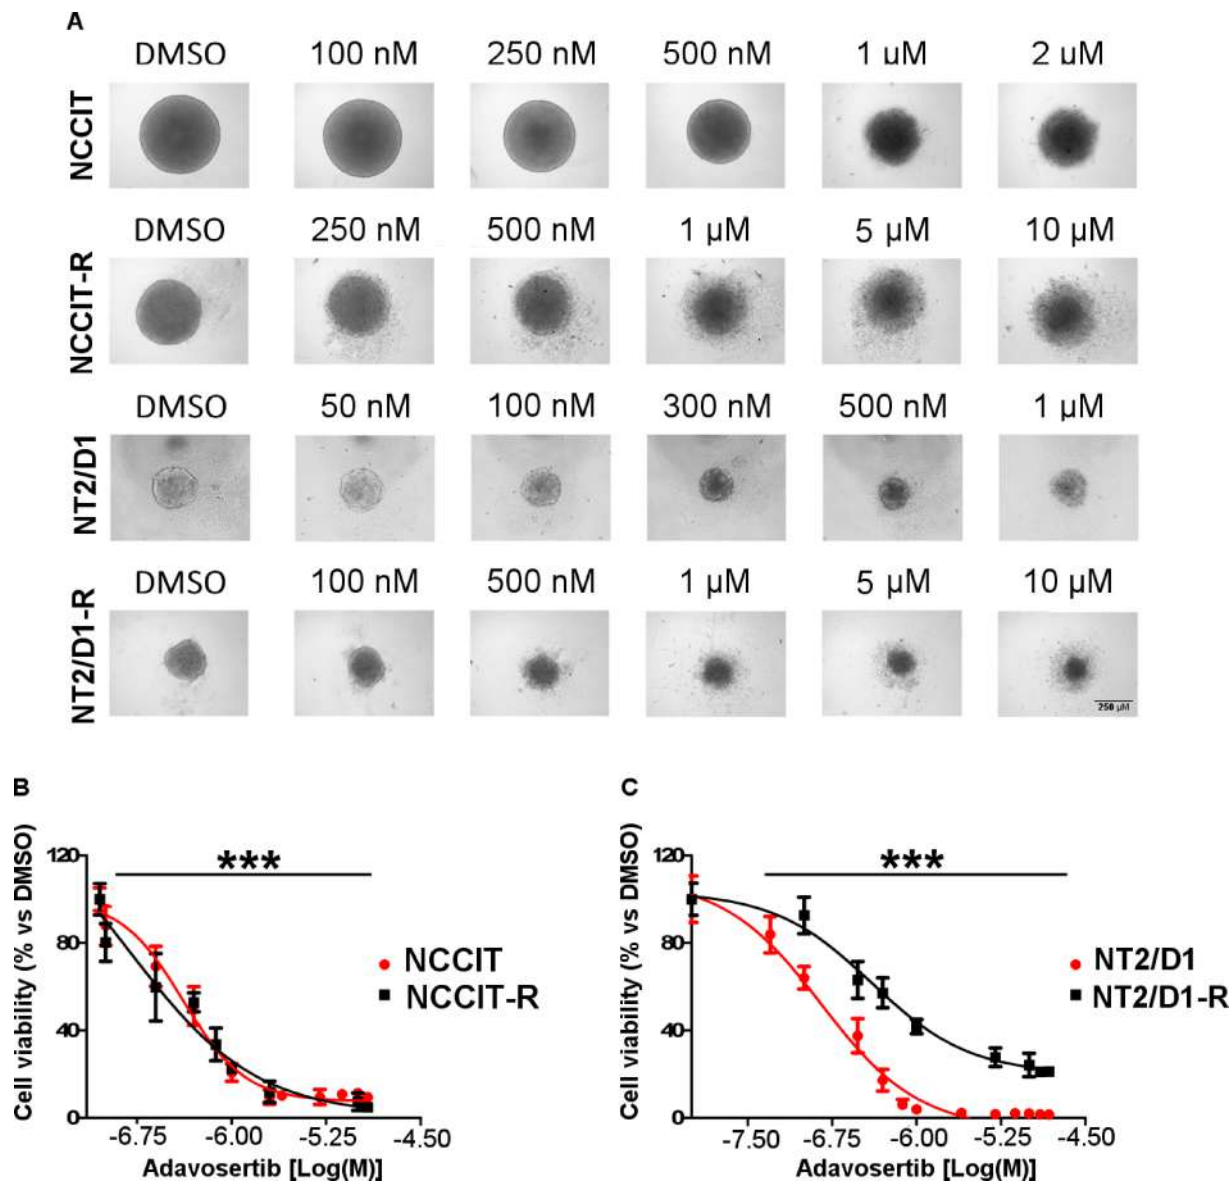 A
DMSO 100 nM 250 nM 500 nM 1 uM 2 uM
NCCIT
DMSO 250 nM 500 nM 1 µM 5 µM 10 µM
NCCIT-R
DMSO 50 nM 100 nM 300 nM 500 nM 1 µM
NT2/D1
DMSO 100 nM 500 nM 1 µM 5 µM 10 µM
NT2/D1-R
250 µM
B
Cell viability (% vs DMSO)
120
80
40
0
***
NCCIT
NCCIT-R
-6.75 -6.00 -5.25 -4.50
Adavosertib [Log(M)]
C
Cell viability (% vs DMSO)
120
80
40
0
***
NT2/D1
NT2/D1-R
-7.50 -6.75 -6.00 -5.25 -4.50
Adavosertib [Log(M)]